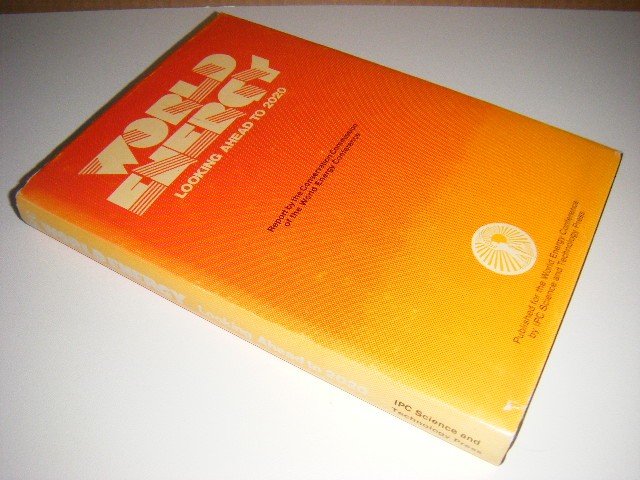 WORLD
ENERGY
LOOKING AHEAD TO 2020
Report by the Conservation Commission
of the World Energy Conference
Published for the World Energy Conference
by IPC Science and Technology Press
WORLD ENERGY Looking Ahead to 2020
IPC Science and
Technology Press